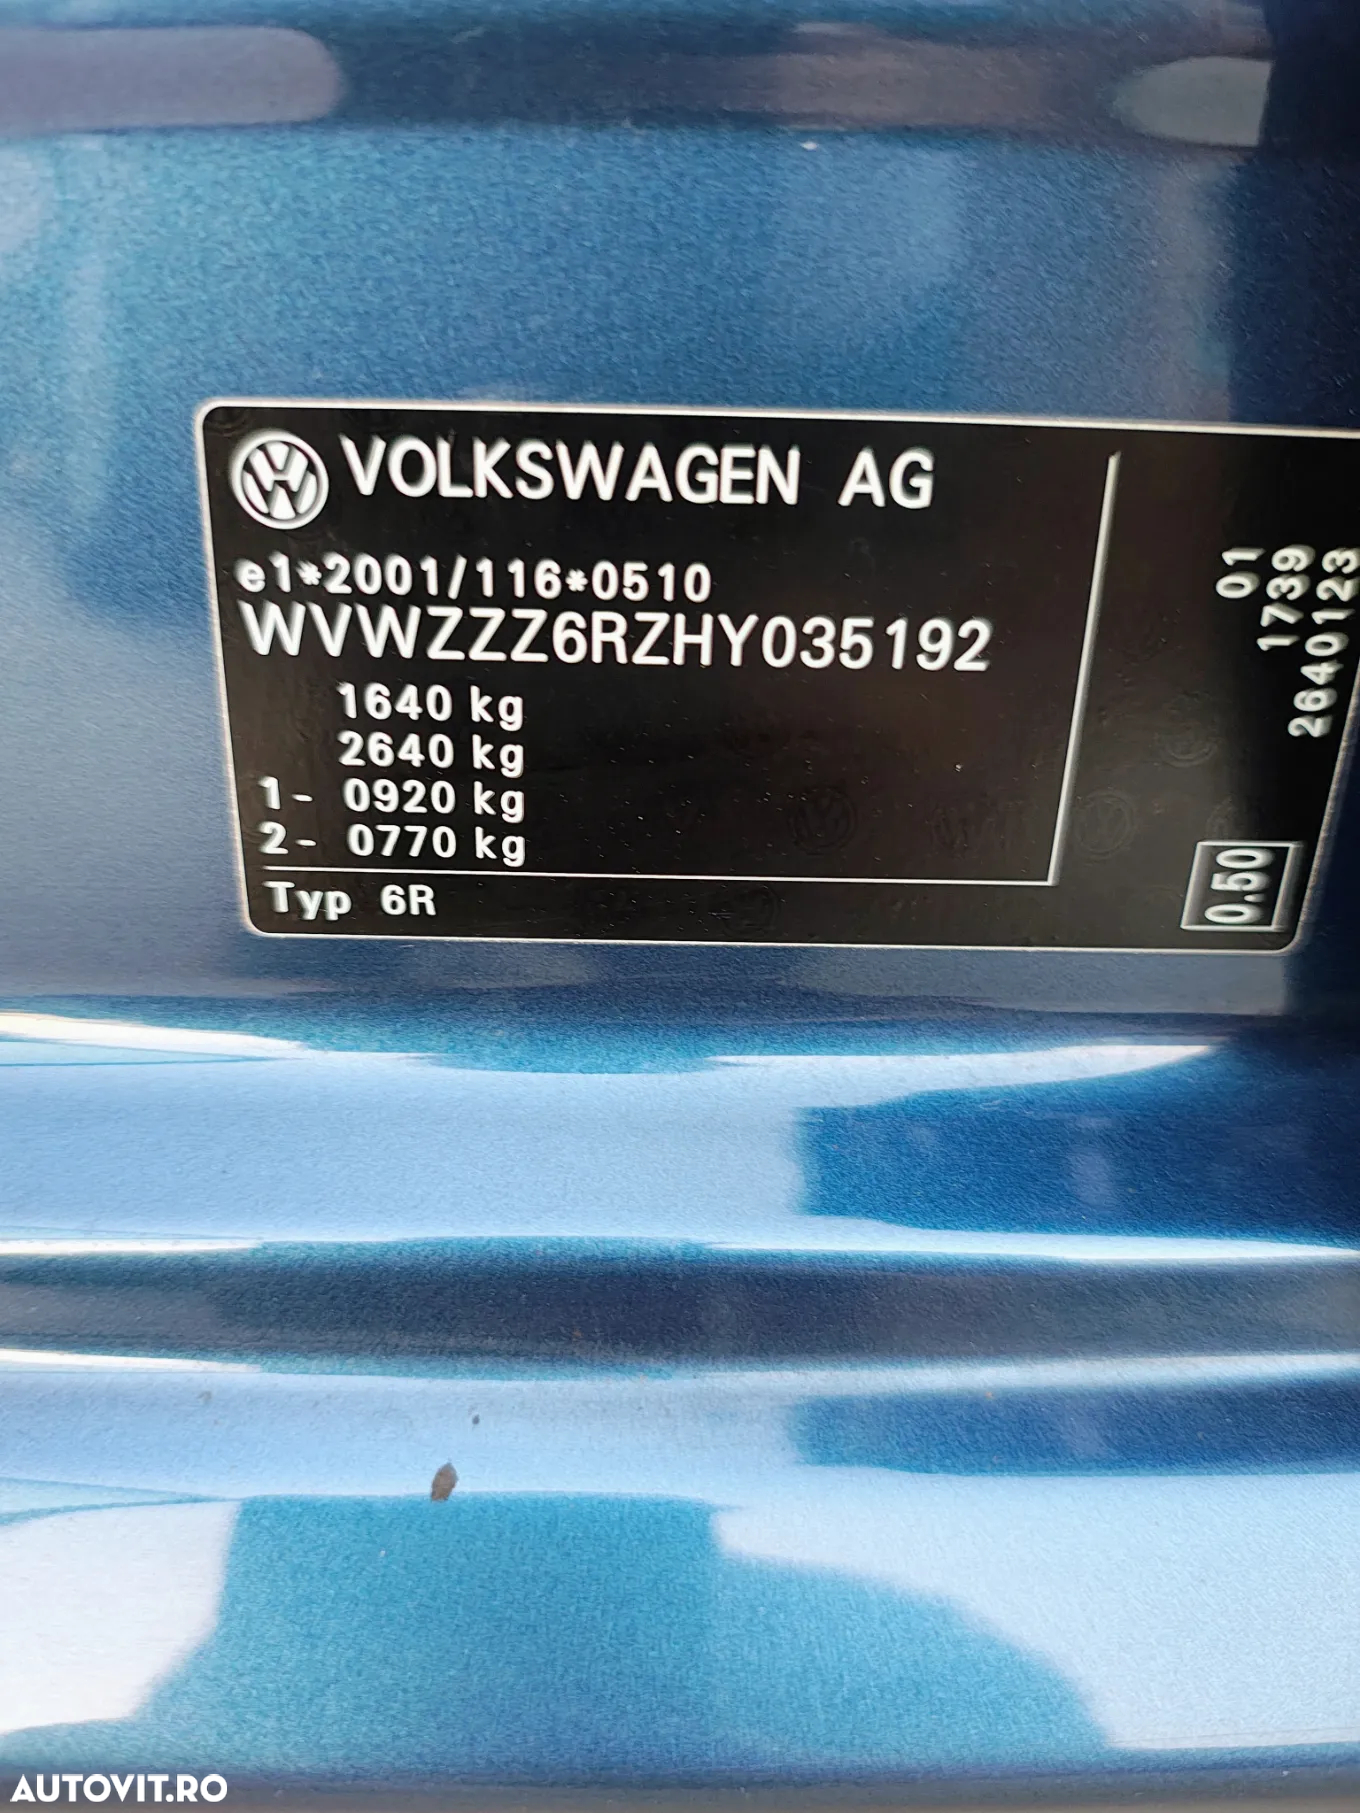 VOLKSWAGEN AG
e1*2001/116*0510
WVWZZZ6RZHY035192
1640 kg
2640 kg
1- 0920 kg
2- 0770 kg
Typ 6R
01
1739
2640123
0.50
AUTOVIT.RO